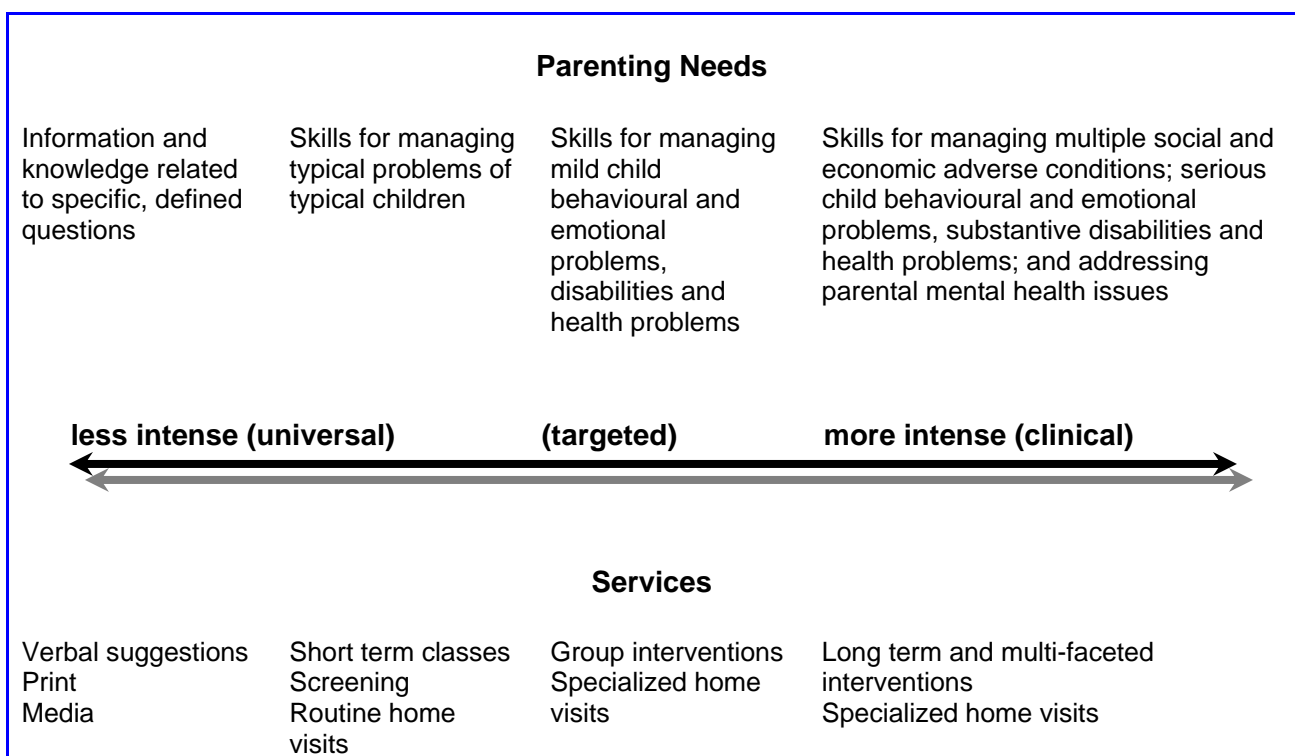 Parenting Needs
Information and
knowledge related
to specific, defined
questions
Skills for managing
typical problems of
typical children
Skills for managing
mild child
behavioural and
emotional
problems,
disabilities and
health problems
Skills for managing multiple social and
economic adverse conditions; serious
child behavioural and emotional
problems, substantive disabilities and
health problems; and addressing
parental mental health issues
less intense (universal)
(targeted)
more intense (clinical)
Services
Verbal suggestions
Print
Media
Short term classes
Screening
Routine home
visits
Group interventions
Specialized home
visits
Long term and multi-faceted
interventions
Specialized home visits